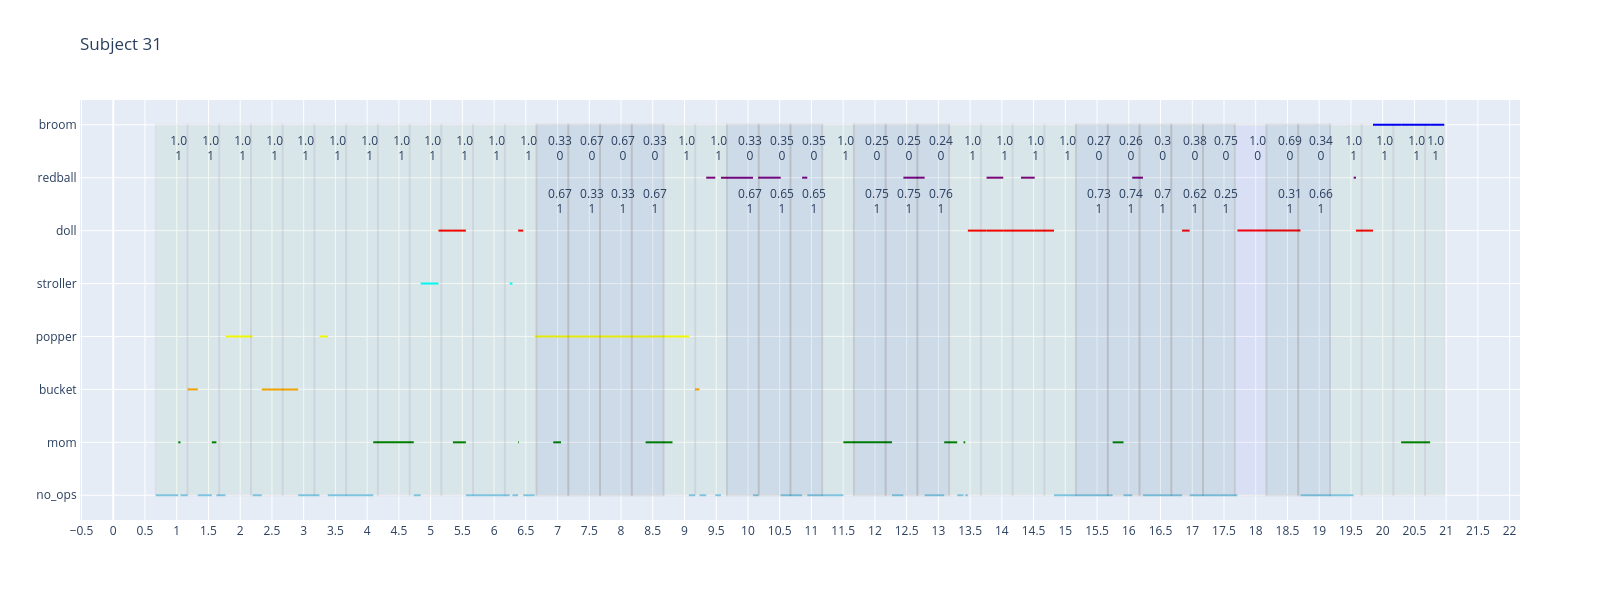 Subject 31
broom
1.0 1.0 1.0 1.0 1.0 1.0 1.0 1.0 1.0 1.0 1.0 1.0 0.33 0.67 0.67 0.33 1.0 1.0 0.33 0.35 0.35 1.0 0.25 0.25 0.24 1.0 1.0 1.0 1.0 0.27 0.26 0.3 0.38 0.75 1.0 0.69 0.34 1.0 1.0 1.0 1.0
1 1 1 1 1 1 1 1 1 1 1 1 0 0 0 0 1 1 0 0 0 1 0 0 0 1 1 1 1 0 0 0 0 0 0 0 0 1 1 1 1
redball
0.67 0.33 0.33 0.67 0.67 0.65 0.65 0.75 0.75 0.76 0.73 0.74 0.7 0.62 0.25 0.31 0.66
1 1 1 1 1 1 1 1 1 1 1 1 1 1 1 1 1
doll
stroller
popper
bucket
mom
no_ops
−0.5 0 0.5 1 1.5 2 2.5 3 3.5 4 4.5 5 5.5 6 6.5 7 7.5 8 8.5 9 9.5 10 10.5 11 11.5 12 12.5 13 13.5 14 14.5 15 15.5 16 16.5 17 17.5 18 18.5 19 19.5 20 20.5 21 21.5 22